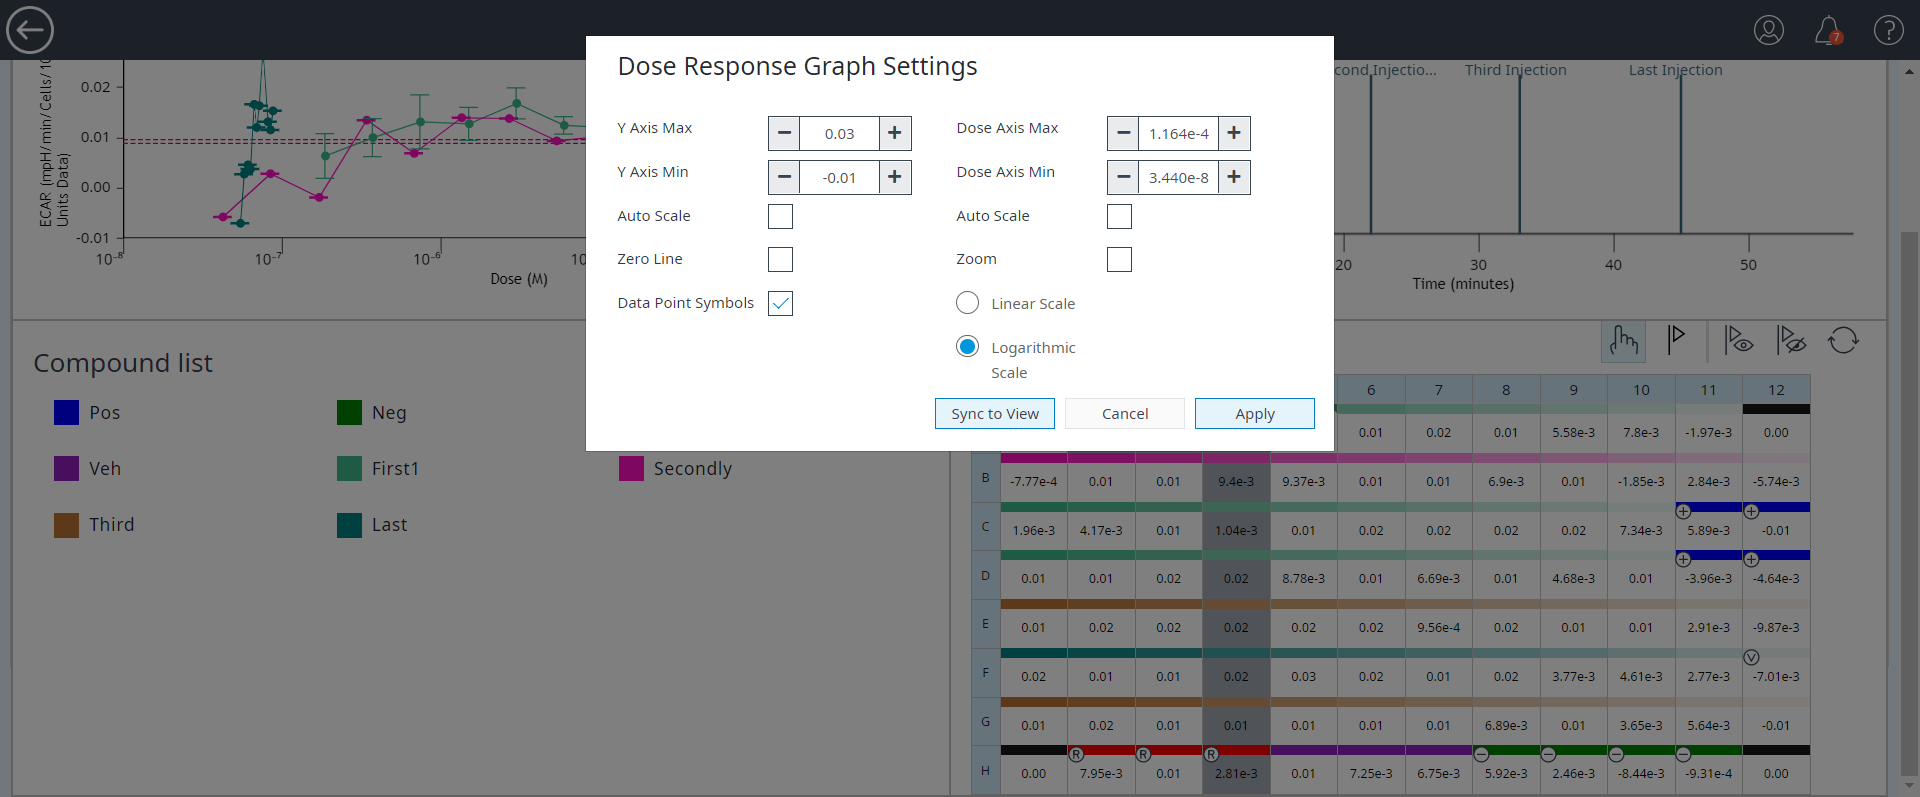 7
Dose Response Graph Settings
Y Axis Max
0.03
Dose Axis Max
1.164e-4
Y Axis Min
-0.01
Dose Axis Min
3.440e-8
Auto Scale
Auto Scale
Zero Line
Zoom
Data Point Symbols
Linear Scale
Logarithmic
Scale
Sync to View
Cancel
Apply
ECAR (mpH/min/Cells/10
Units Data)
0.02
0.01
0.00
-0.01
10⁻⁸
10⁻⁷
10⁻⁶
10
Dose (M)
cond Injectio...
Third Injection
Last Injection
20
30
40
50
Time (minutes)
Compound list
Pos
Neg
Veh
First1
Secondly
Third
Last
6 7 8 9 10 11 12
0.01 0.02 0.01 5.58e-3 7.8e-3 -1.97e-3 0.00
B -7.77e-4 0.01 0.01 9.4e-3 9.37e-3 0.01 0.01 6.9e-3 0.01 -1.85e-3 2.84e-3 -5.74e-3
C 1.96e-3 4.17e-3 0.01 1.04e-3 0.01 0.02 0.02 0.02 0.02 7.34e-3 5.89e-3 -0.01
D 0.01 0.01 0.02 0.02 8.78e-3 0.01 6.69e-3 0.01 4.68e-3 0.01 -3.96e-3 -4.64e-3
E 0.01 0.02 0.02 0.02 0.02 0.02 9.56e-4 0.02 0.01 0.01 2.91e-3 -9.87e-3
V
F 0.02 0.01 0.01 0.02 0.03 0.02 0.01 0.02 3.77e-3 4.61e-3 2.77e-3 -7.01e-3
G 0.01 0.02 0.01 0.01 0.01 0.01 0.01 6.89e-3 0.01 3.65e-3 5.64e-3 -0.01
R R R
H 0.00 7.95e-3 0.01 2.81e-3 0.01 7.25e-3 6.75e-3 5.92e-3 2.46e-3 -8.44e-3 -9.31e-4 0.00